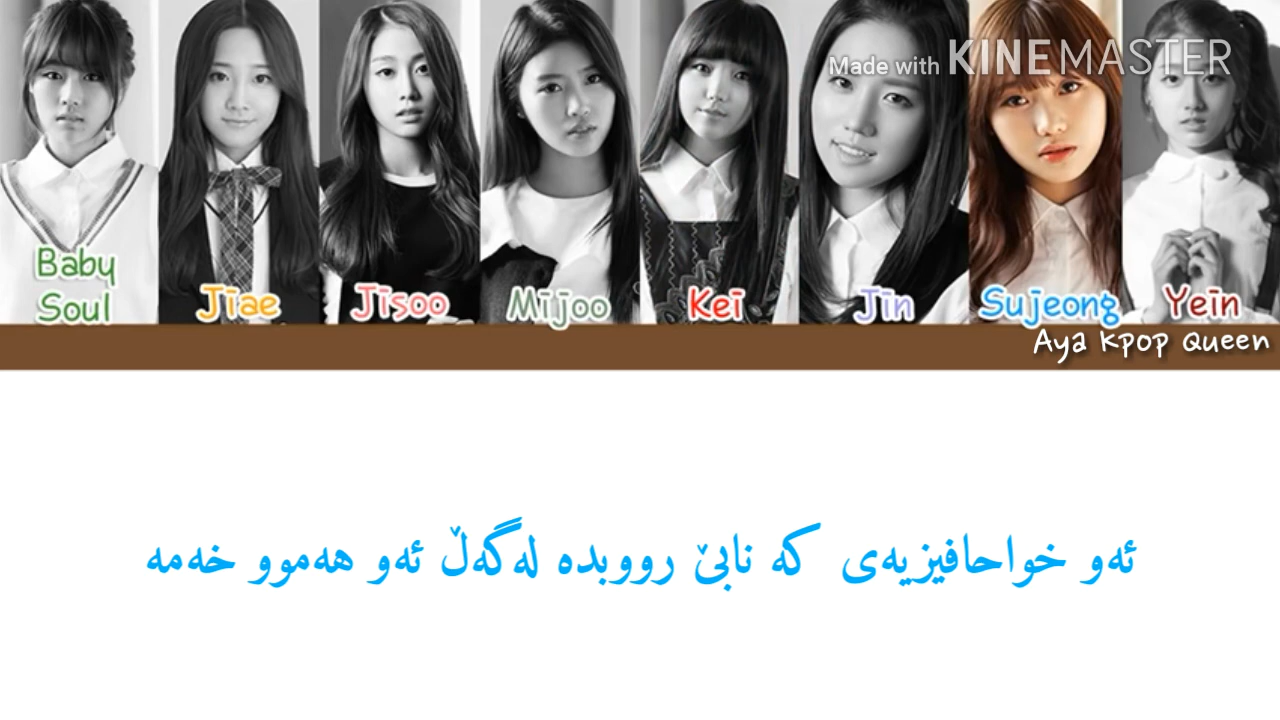 Made with KINEMASTER
Baby
Soul
Jiae
Jisoo
Mijoo
Kei
Jin
Sujeong
Yein
Aya Kpop Queen
ئەو خواحافیزیەی کە نابێ رووبدە لەگەڵ ئەو هەموو خەمە